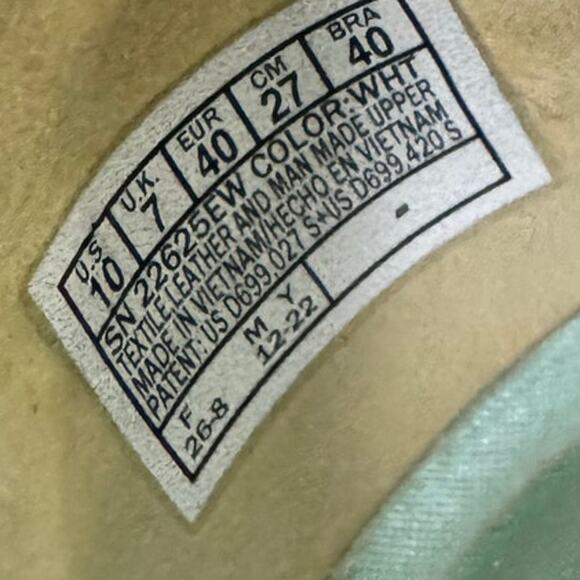 U.S U.K. EUR CM BRA
10 7 40 27 40
SN 22625EW COLOR:WHT
TEXTILE LEATHER AND MAN MADE UPPER
MADE IN VIETNAM/HECHO EN VIETNAM
PATENT: US D699,027 S+US D699,420 S
F M Y
26-8 12-22
-